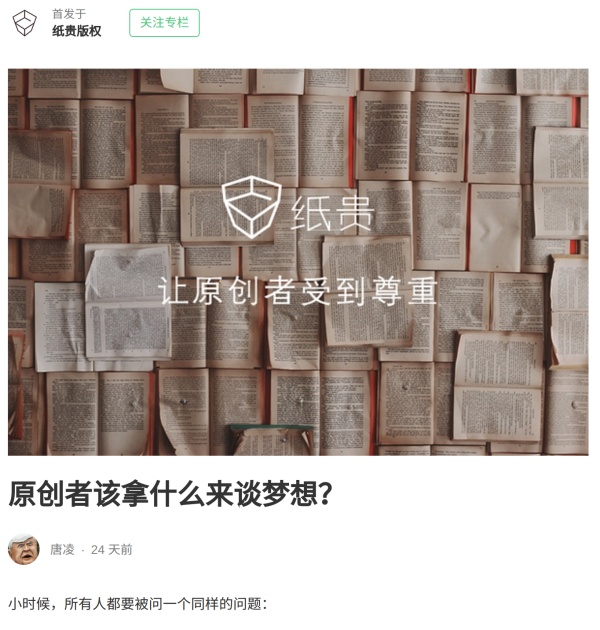 首发于
纸贵版权
关注专栏
纸贵
让原创者受到尊重
原创者该拿什么来谈梦想？
唐凌 · 24 天前
小时候，所有人都要被问一个同样的问题：